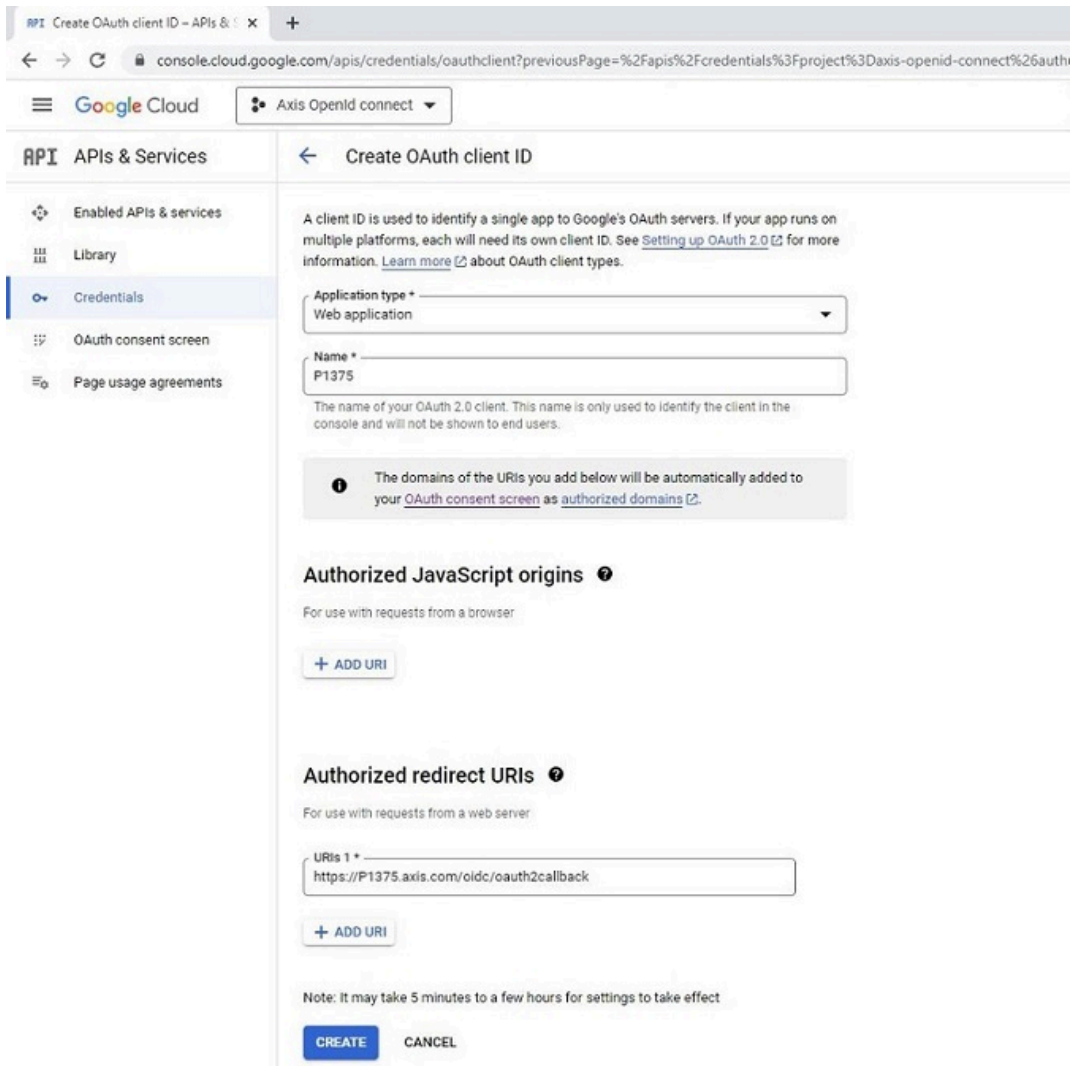 API Create OAuth client ID – APIs & S
console.cloud.google.com/apis/credentials/oauthclient?previousPage=%2Fapis%2Fcredentials%3Fproject%3Daxis-openid-connect%26auth
Google Cloud
Axis OpenId connect
API APIs & Services
Create OAuth client ID
Enabled APIs & services
Library
Credentials
OAuth consent screen
Page usage agreements
A client ID is used to identify a single app to Google's OAuth servers. If your app runs on
multiple platforms, each will need its own client ID. See Setting up OAuth 2.0 for more
information. Learn more about OAuth client types.
Application type *
Web application
Name *
P1375
The name of your OAuth 2.0 client. This name is only used to identify the client in the
console and will not be shown to end users.
The domains of the URIs you add below will be automatically added to
your OAuth consent screen as authorized domains.
Authorized JavaScript origins
For use with requests from a browser
+ ADD URI
Authorized redirect URIs
For use with requests from a web server
URIs 1 *
https://P1375.axis.com/oidc/oauth2callback
+ ADD URI
Note: It may take 5 minutes to a few hours for settings to take effect
CREATE CANCEL